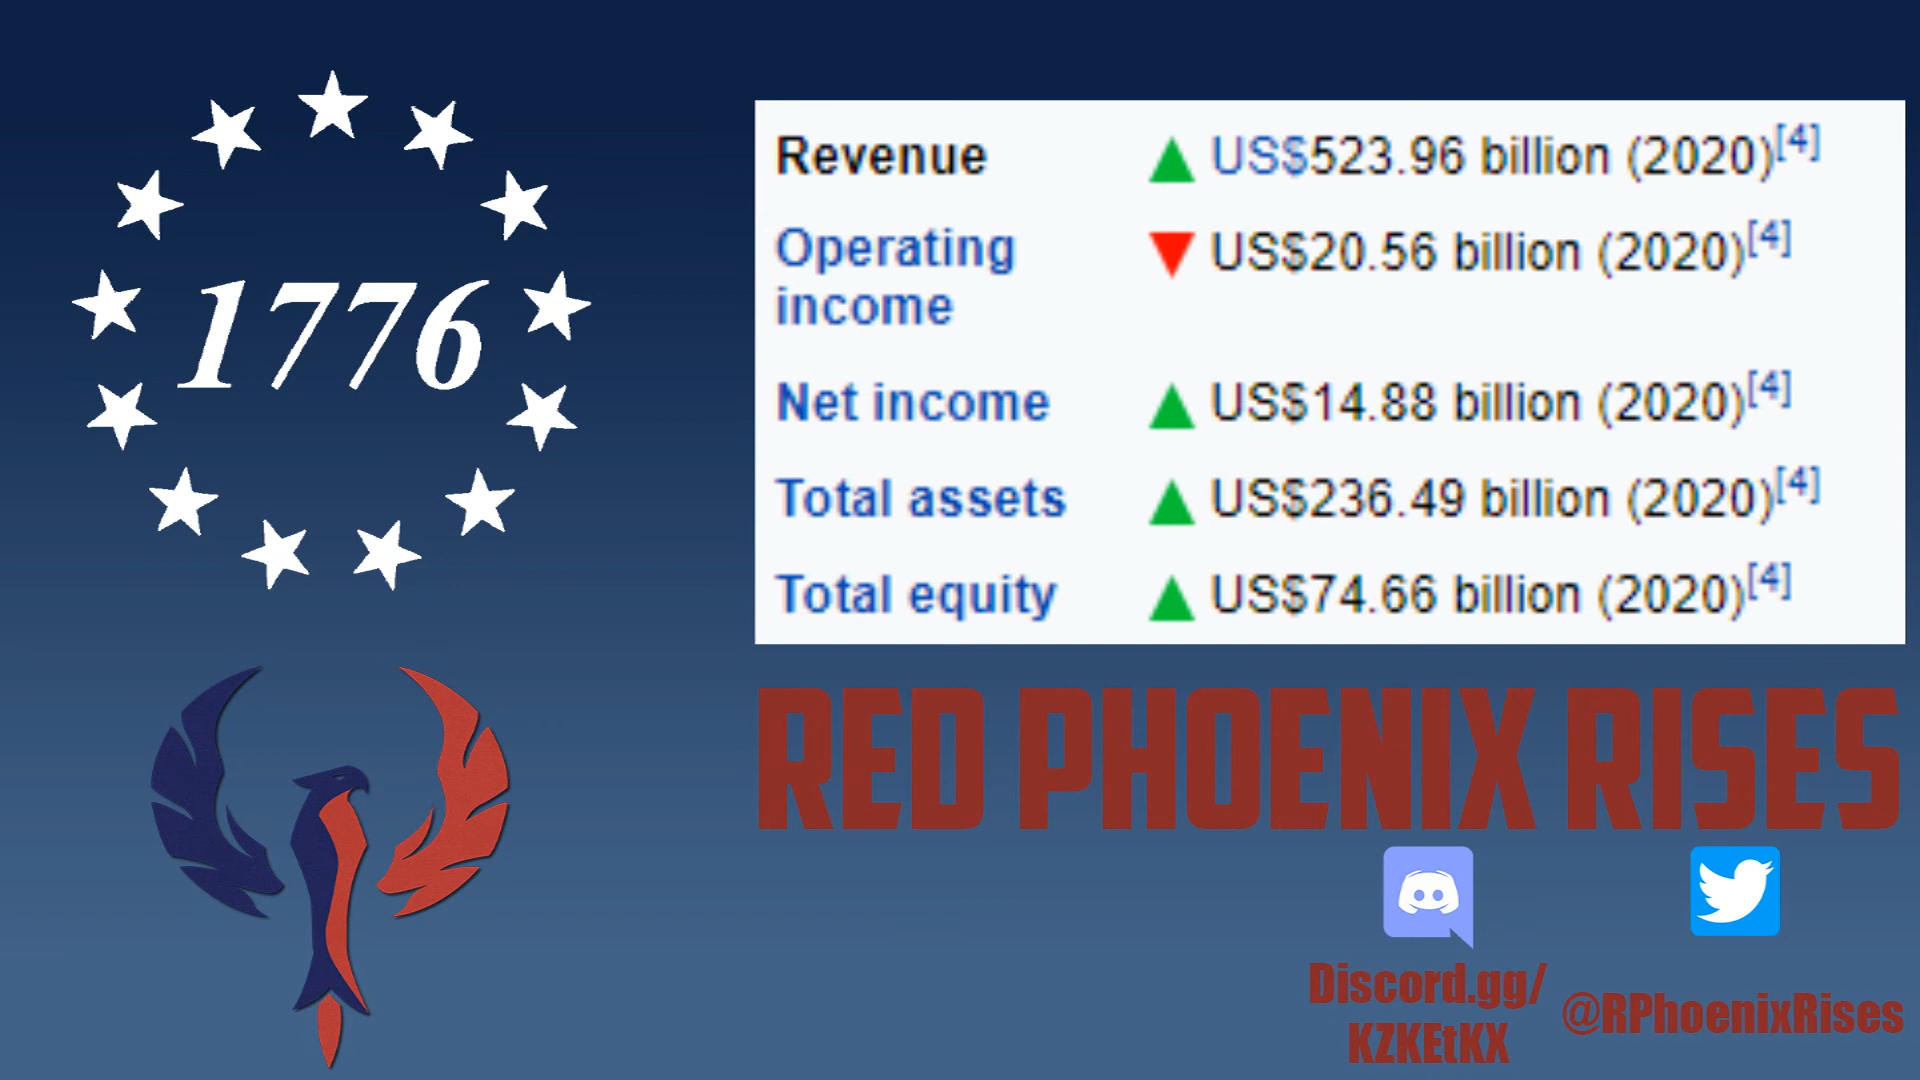 1776
Revenue ▲ US$523.96 billion (2020)[4]
Operating income ▼ US$20.56 billion (2020)[4]
Net income ▲ US$14.88 billion (2020)[4]
Total assets ▲ US$236.49 billion (2020)[4]
Total equity ▲ US$74.66 billion (2020)[4]
RED PHOENIX RISES
Discord.gg/
KZKEtKX
@RPhoenixRises